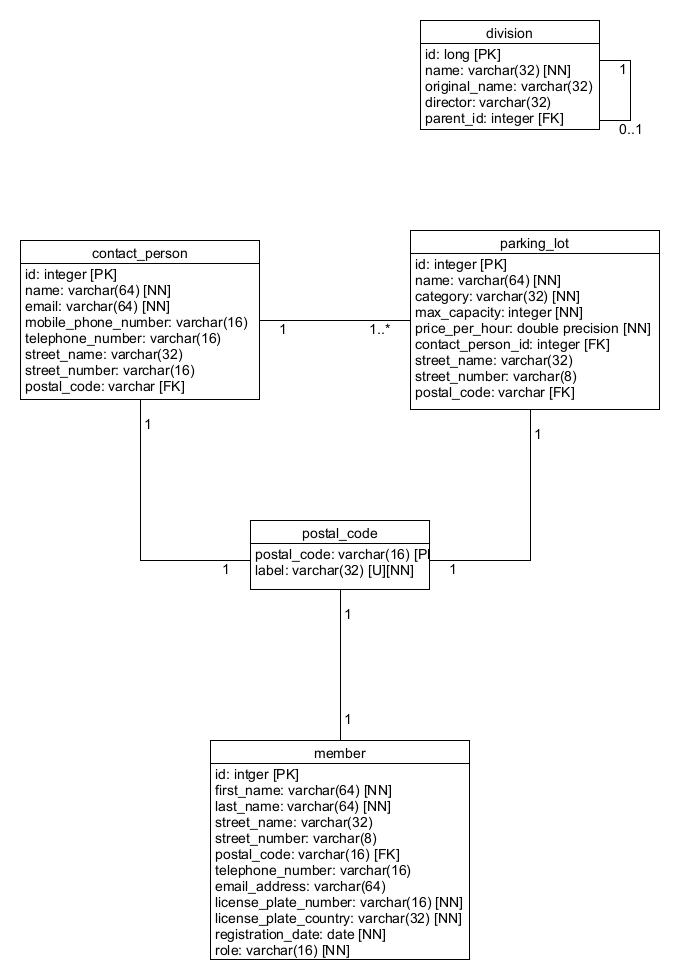 division
id: long [PK]
name: varchar(32) [NN]
original_name: varchar(32)
director: varchar(32)
parent_id: integer [FK]
1
0..1
contact_person
id: integer [PK]
name: varchar(64) [NN]
email: varchar(64) [NN]
mobile_phone_number: varchar(16)
telephone_number: varchar(16)
street_name: varchar(32)
street_number: varchar(16)
postal_code: varchar [FK]
1
1..*
parking_lot
id: integer [PK]
name: varchar(64) [NN]
category: varchar(32) [NN]
max_capacity: integer [NN]
price_per_hour: double precision [NN]
contact_person_id: integer [FK]
street_name: varchar(32)
street_number: varchar(8)
postal_code: varchar [FK]
1
1
postal_code
postal_code: varchar(16) [P
label: varchar(32) [U][NN]
1
1
1
1
member
id: intger [PK]
first_name: varchar(64) [NN]
last_name: varchar(64) [NN]
street_name: varchar(32)
street_number: varchar(8)
postal_code: varchar(16) [FK]
telephone_number: varchar(16)
email_address: varchar(64)
license_plate_number: varchar(16) [NN]
license_plate_country: varchar(32) [NN]
registration_date: date [NN]
role: varchar(16) [NN]